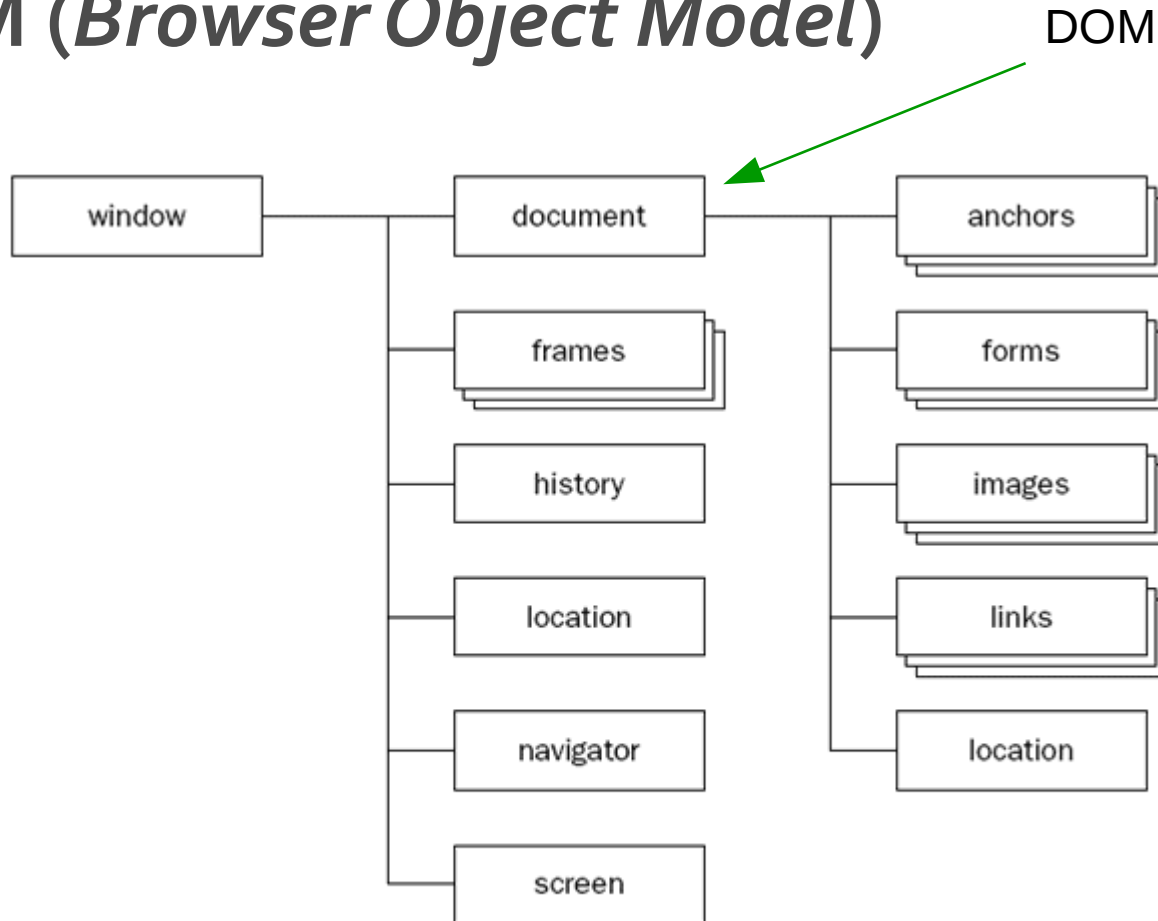 M (Browser Object Model)
DOM
window
document
anchors
frames
forms
history
images
location
links
navigator
location
screen